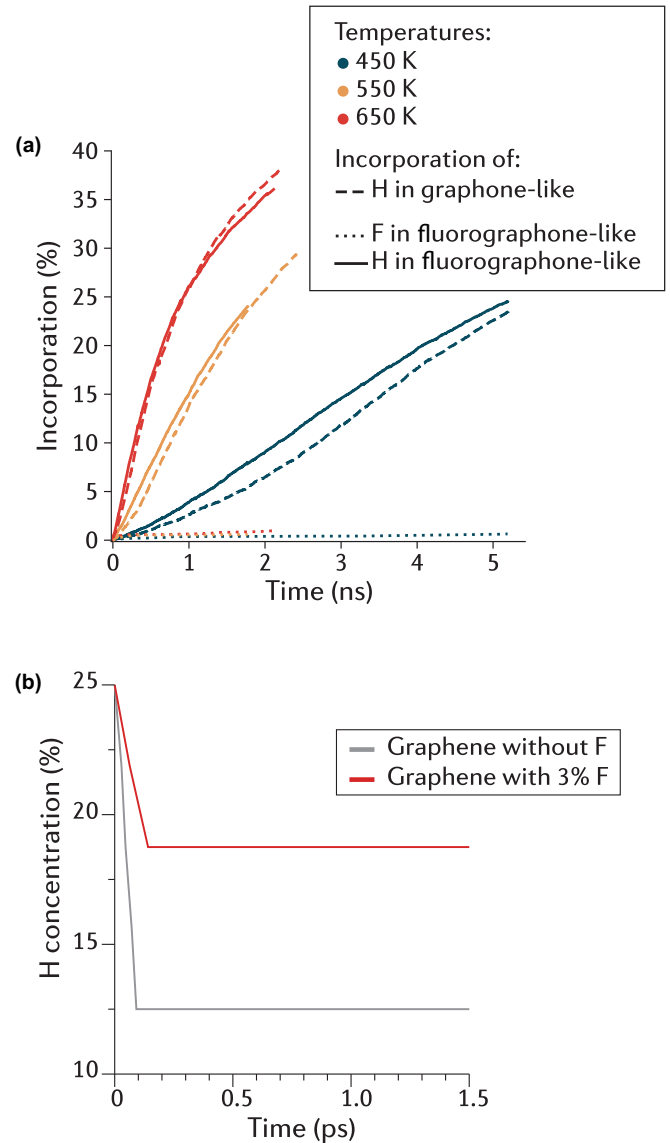 Temperatures:
450 K
550 K
650 K
Incorporation of:
H in graphone-like
F in fluorographone-like
H in fluorographone-like
(a)
Incorporation (%)
40
35
30
25
20
15
10
5
0
0 1 2 3 4 5
Time (ns)
(b)
H concentration (%)
25
20
15
10
Graphene without F
Graphene with 3% F
0 0.5 1.0 1.5
Time (ps)